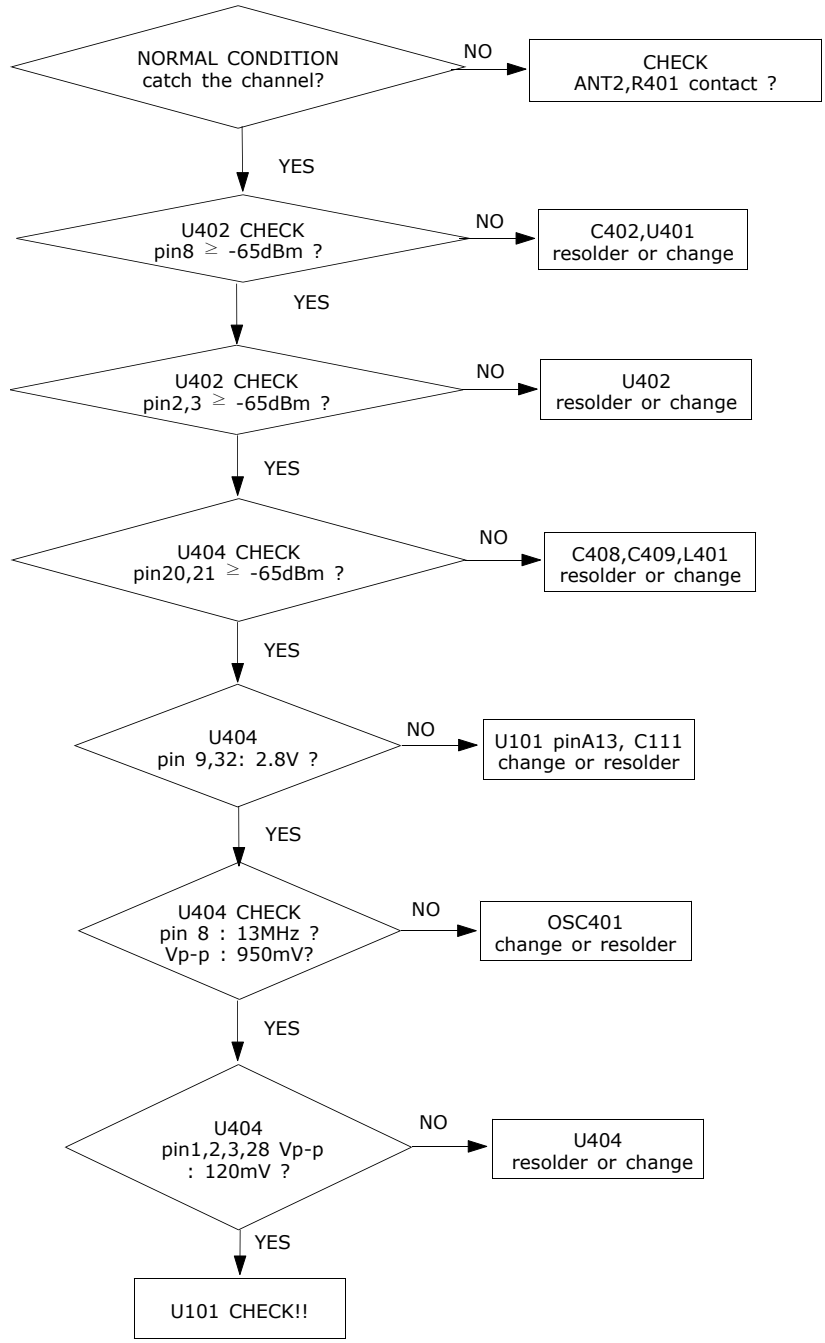 NORMAL CONDITION
catch the channel?
NO
CHECK
ANT2,R401 contact ?
YES
U402 CHECK
pin8 ≥ -65dBm ?
NO
C402,U401
resolder or change
YES
U402 CHECK
pin2,3 ≥ -65dBm ?
NO
U402
resolder or change
YES
U404 CHECK
pin20,21 ≥ -65dBm ?
NO
C408,C409,L401
resolder or change
YES
U404
pin 9,32: 2.8V ?
NO
U101 pinA13, C111
change or resolder
YES
U404 CHECK
pin 8 : 13MHz ?
Vp-p : 950mV?
NO
OSC401
change or resolder
YES
U404
pin1,2,3,28 Vp-p
: 120mV ?
NO
U404
resolder or change
YES
U101 CHECK!!